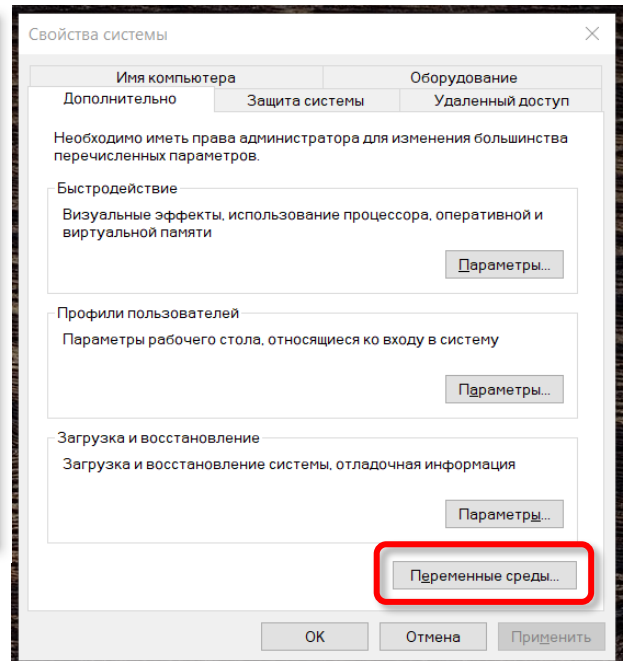 Свойства системы
Имя компьютера
Оборудование
Дополнительно
Защита системы
Удаленный доступ
Необходимо иметь права администратора для изменения большинства
перечисленных параметров.
Быстродействие
Визуальные эффекты, использование процессора, оперативной и
виртуальной памяти
Параметры...
Профили пользователей
Параметры рабочего стола, относящиеся ко входу в систему
Параметры...
Загрузка и восстановление
Загрузка и восстановление системы, отладочная информация
Параметры...
Переменные среды...
ОК
Отмена
Применить